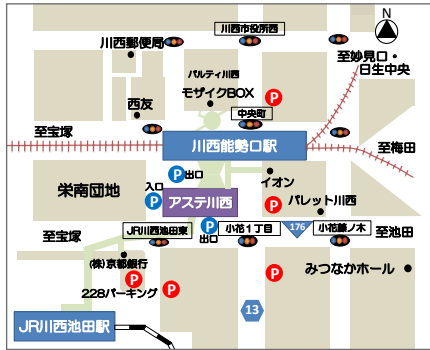 川西市役所西
N
川西郵便局
至妙見口・
日生中央
パルティ川西
モザイクBOX
P
西友
中央町
至宝塚
川西能勢口駅
至梅田
P
出口
イオン
栄南団地
入口
P
アステ川西
P
パレット川西
P
出口
JR川西池田東
小花1丁目
176
小花藤ノ木
至池田
至宝塚
(株)京都銀行
P
228パーキング
P
P
みつなかホール
13
JR川西池田駅